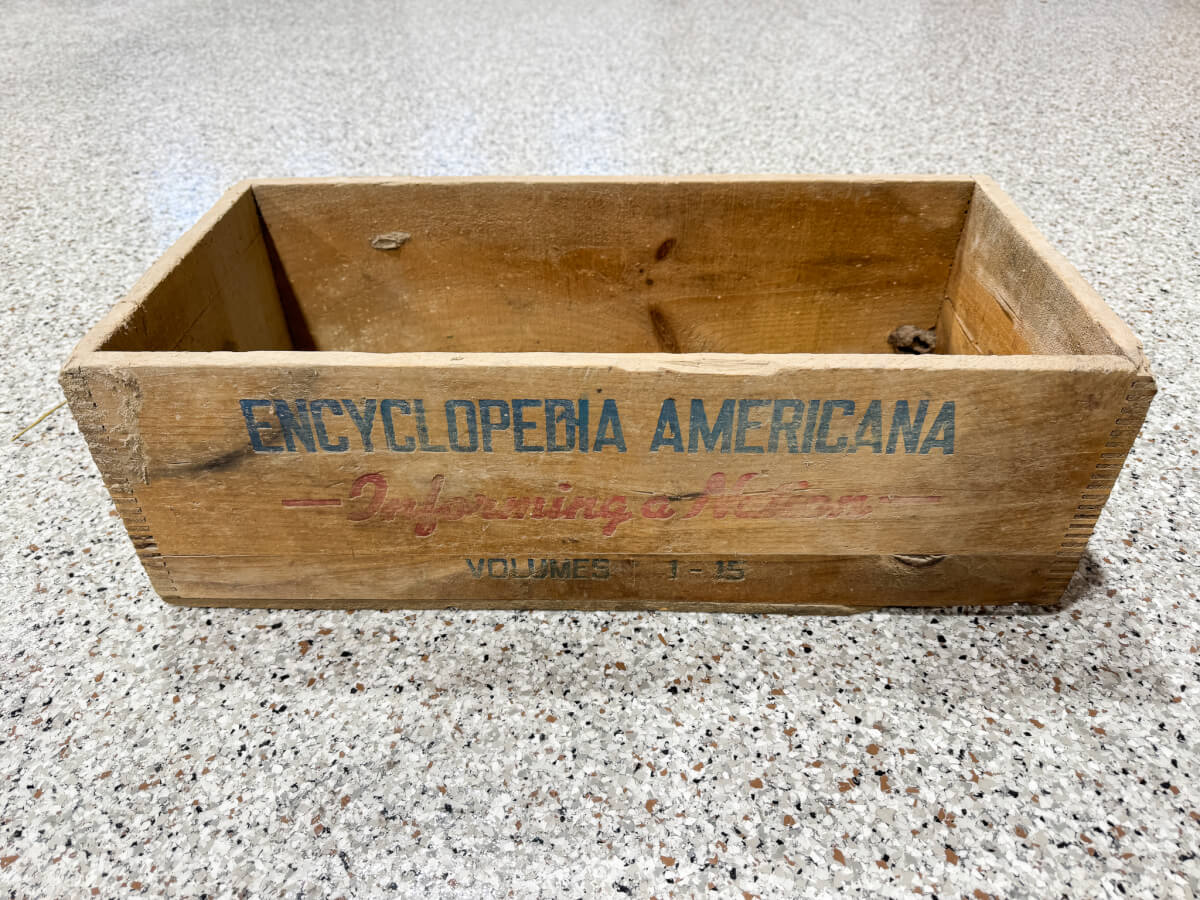 ENCYCLOPEDIA AMERICANA
—Informing a Nation—
VOLUMES 1-15